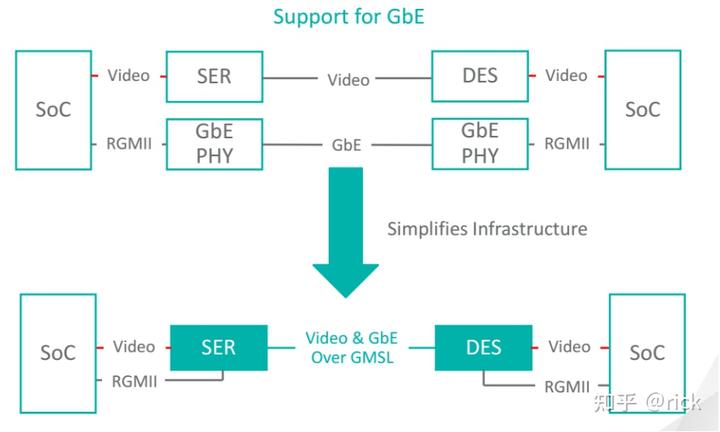 Support for GbE
SoC
Video
SER
Video
DES
Video
SoC
RGMII
GbE
PHY
GbE
GbE
PHY
RGMII
Simplifies Infrastructure
SoC
Video
SER
Video & GbE
Over GMSL
DES
Video
SoC
RGMII
RGMII
知乎 @rick